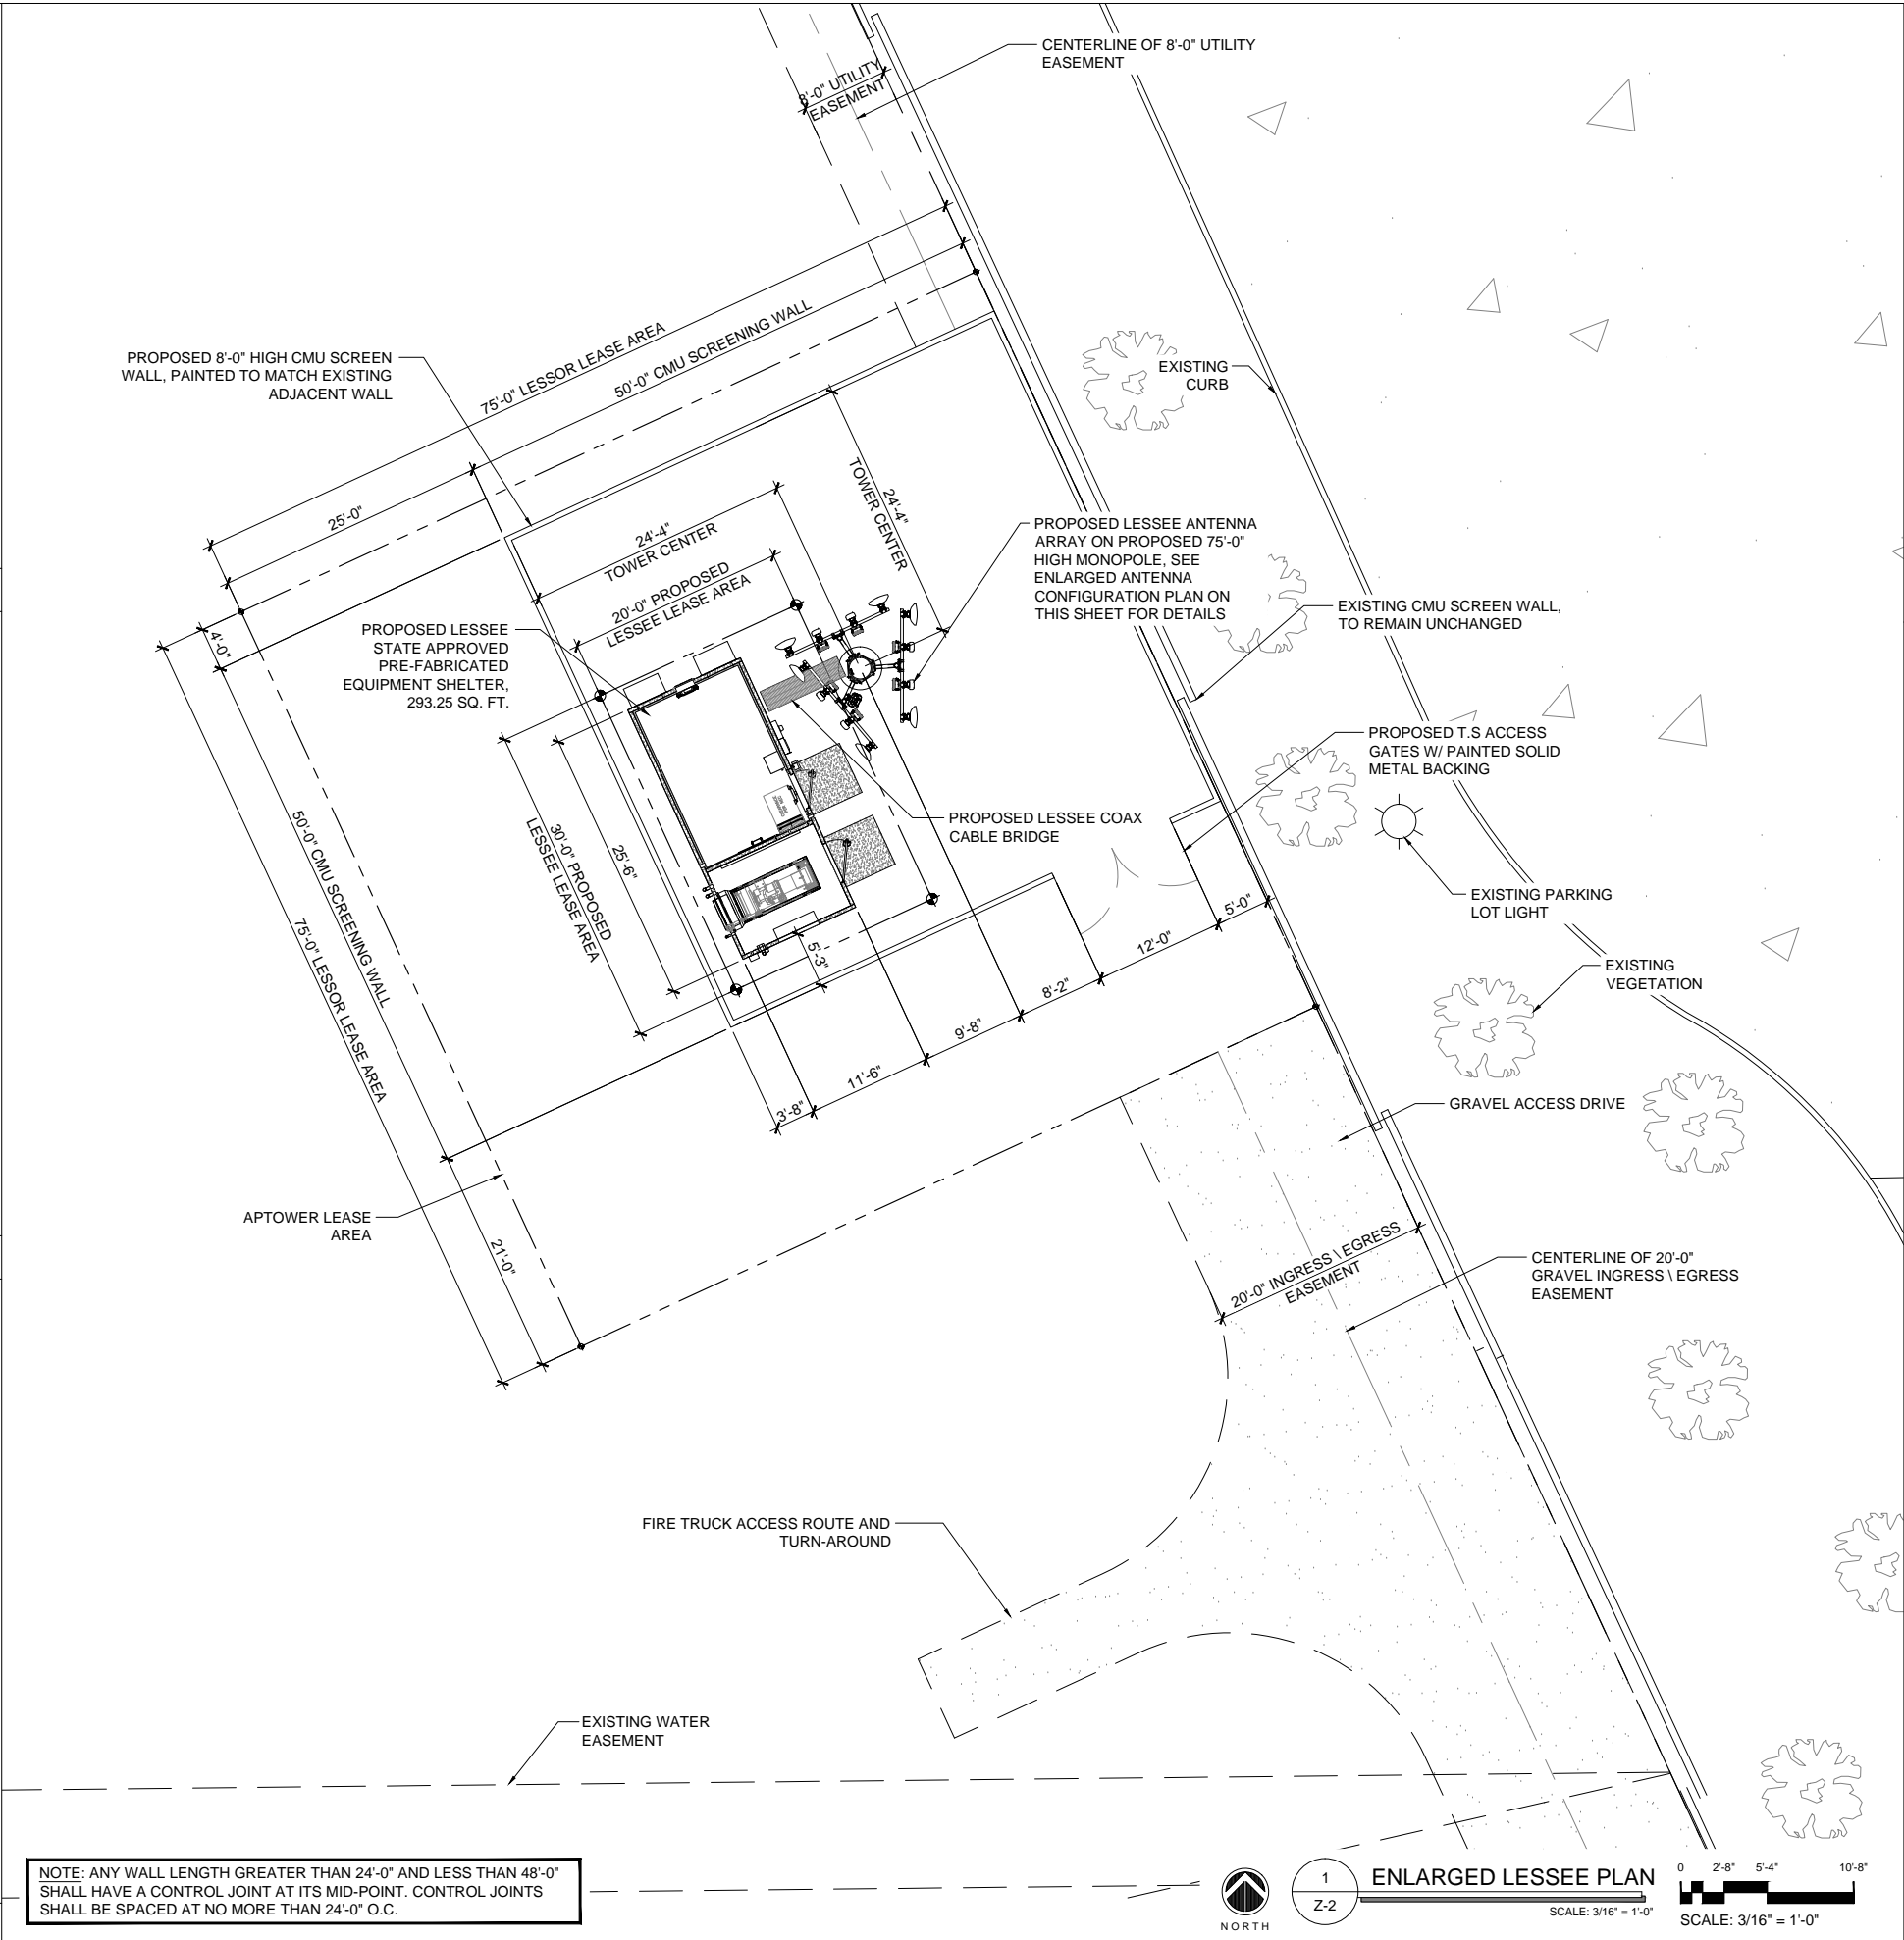 CENTERLINE OF 8'-0" UTILITY
EASEMENT
8'-0" UTILITY
EASEMENT
75'-0" LESSOR LEASE AREA
50'-0" CMU SCREENING WALL
25'-0"
PROPOSED 8'-0" HIGH CMU SCREEN
WALL, PAINTED TO MATCH EXISTING
ADJACENT WALL
EXISTING
CURB
24'-4"
TOWER CENTER
24'-4"
TOWER CENTER
20'-0" PROPOSED
LESSEE LEASE AREA
PROPOSED LESSEE ANTENNA
ARRAY ON PROPOSED 75'-0"
HIGH MONOPOLE, SEE
ENLARGED ANTENNA
CONFIGURATION PLAN ON
THIS SHEET FOR DETAILS
EXISTING CMU SCREEN WALL,
TO REMAIN UNCHANGED
PROPOSED LESSEE
STATE APPROVED
PRE-FABRICATED
EQUIPMENT SHELTER,
293.25 SQ. FT.
4'-0"
PROPOSED T.S ACCESS
GATES W/ PAINTED SOLID
METAL BACKING
PROPOSED LESSEE COAX
CABLE BRIDGE
50'-0" CMU SCREENING WALL
75'-0" LESSOR LEASE AREA
30'-0" PROPOSED
LESSEE LEASE AREA
25'-6"
5'-3"
EXISTING PARKING
LOT LIGHT
5'-0"
12'-0"
8'-2"
9'-8"
11'-6"
3'-8"
EXISTING
VEGETATION
GRAVEL ACCESS DRIVE
APTOWER LEASE
AREA
21'-0"
20'-0" INGRESS \ EGRESS
EASEMENT
CENTERLINE OF 20'-0"
GRAVEL INGRESS \ EGRESS
EASEMENT
FIRE TRUCK ACCESS ROUTE AND
TURN-AROUND
EXISTING WATER
EASEMENT
NOTE: ANY WALL LENGTH GREATER THAN 24'-0" AND LESS THAN 48'-0"
SHALL HAVE A CONTROL JOINT AT ITS MID-POINT. CONTROL JOINTS
SHALL BE SPACED AT NO MORE THAN 24'-0" O.C.
NORTH
1
Z-2
ENLARGED LESSEE PLAN
SCALE: 3/16" = 1'-0"
0 2'-8" 5'-4" 10'-8"
SCALE: 3/16" = 1'-0"